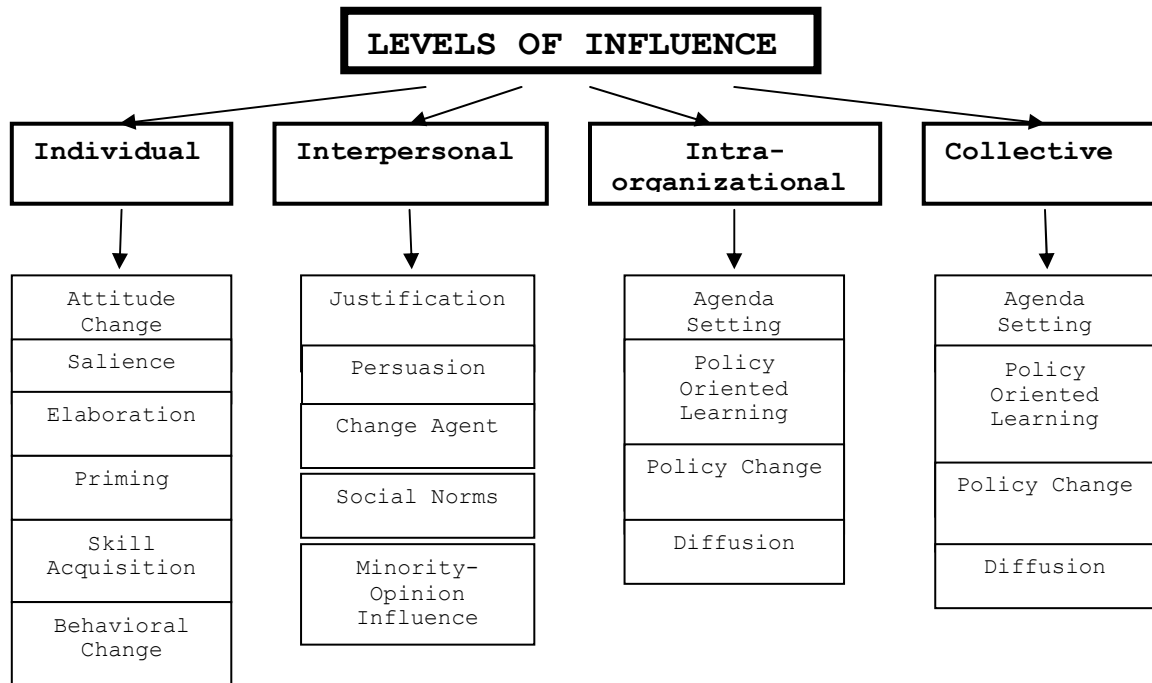 LEVELS OF INFLUENCE
Individual
Interpersonal
Intra-
organizational
Collective
Attitude
Change
Salience
Elaboration
Priming
Skill
Acquisition
Behavioral
Change
Justification
Persuasion
Change Agent
Social Norms
Minority-
Opinion
Influence
Agenda
Setting
Policy
Oriented
Learning
Policy Change
Diffusion
Agenda
Setting
Policy
Oriented
Learning
Policy Change
Diffusion